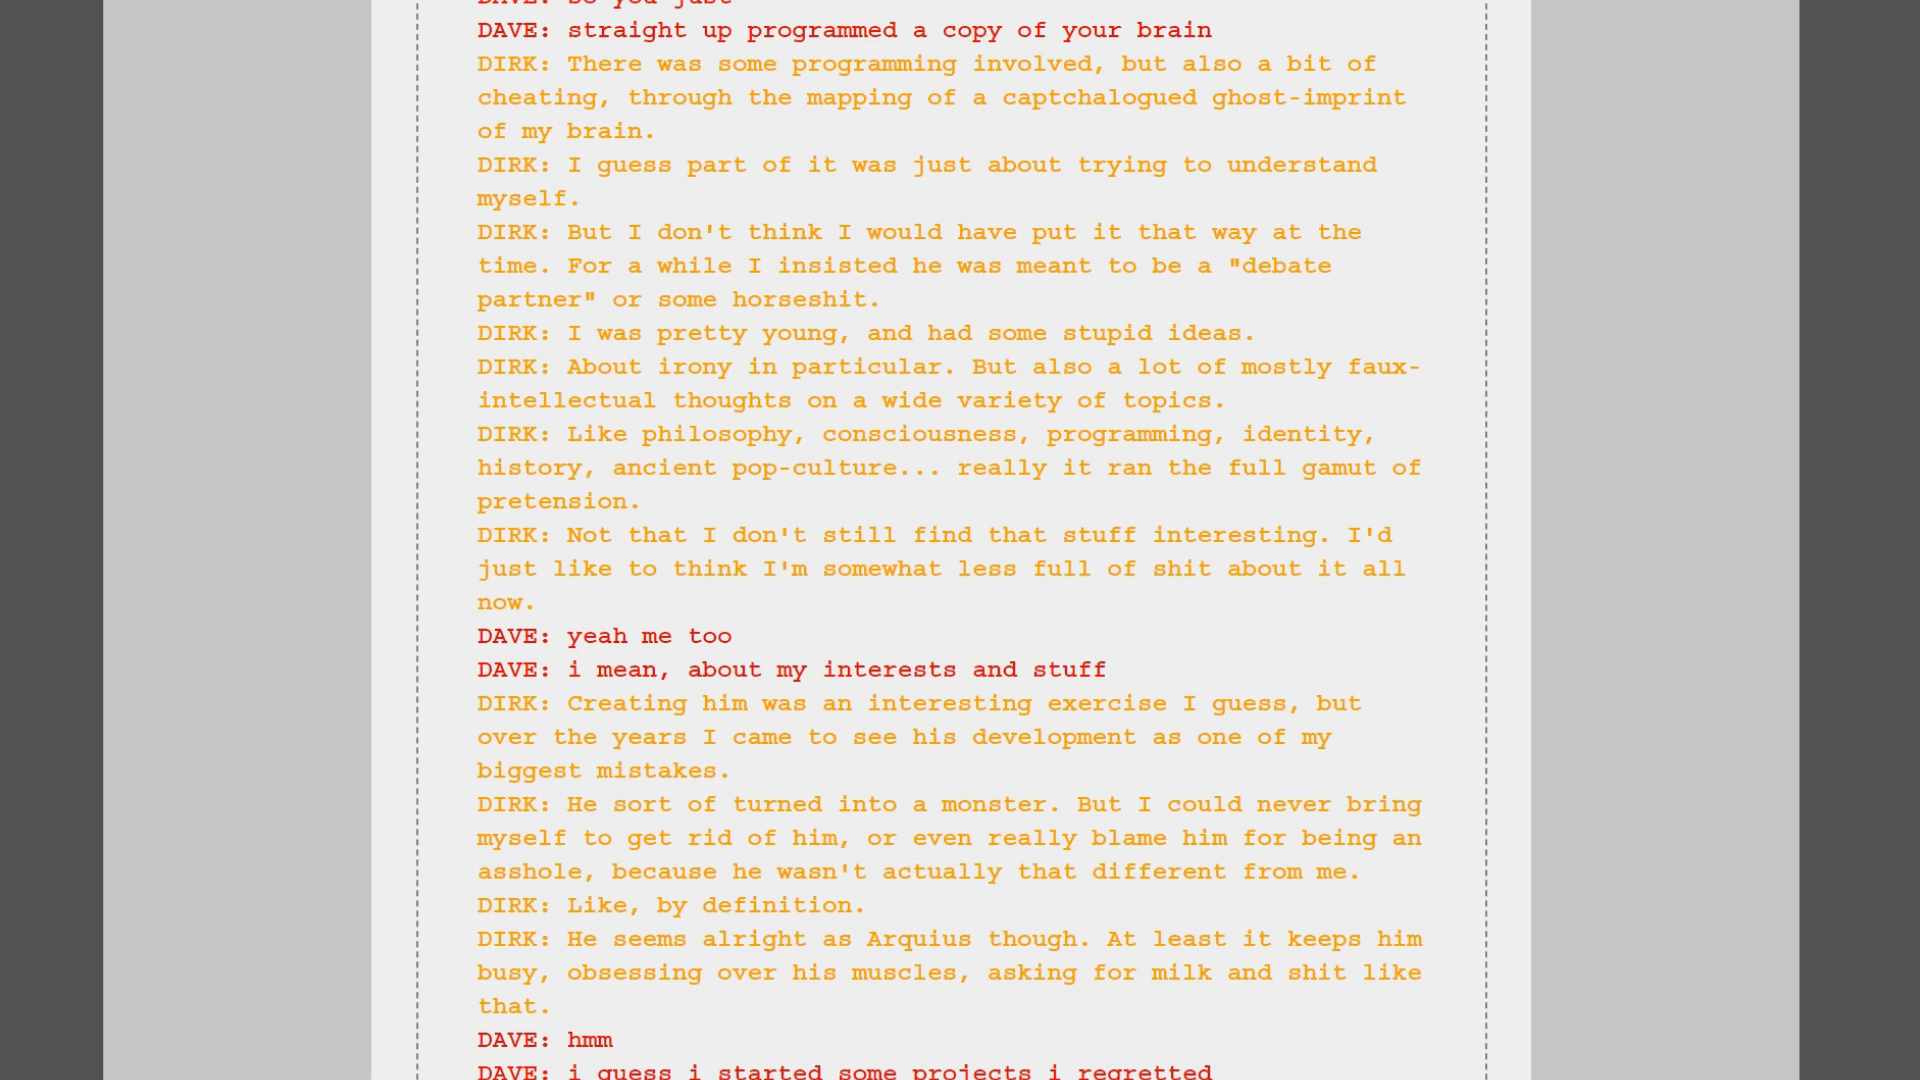 DAVE: so you just
DAVE: straight up programmed a copy of your brain
DIRK: There was some programming involved, but also a bit of
cheating, through the mapping of a captchalogued ghost-imprint
of my brain.
DIRK: I guess part of it was just about trying to understand
myself.
DIRK: But I don't think I would have put it that way at the
time. For a while I insisted he was meant to be a "debate
partner" or some horseshit.
DIRK: I was pretty young, and had some stupid ideas.
DIRK: About irony in particular. But also a lot of mostly faux-
intellectual thoughts on a wide variety of topics.
DIRK: Like philosophy, consciousness, programming, identity,
history, ancient pop-culture... really it ran the full gamut of
pretension.
DIRK: Not that I don't still find that stuff interesting. I'd
just like to think I'm somewhat less full of shit about it all
now.
DAVE: yeah me too
DAVE: i mean, about my interests and stuff
DIRK: Creating him was an interesting exercise I guess, but
over the years I came to see his development as one of my
biggest mistakes.
DIRK: He sort of turned into a monster. But I could never bring
myself to get rid of him, or even really blame him for being an
asshole, because he wasn't actually that different from me.
DIRK: Like, by definition.
DIRK: He seems alright as Arquius though. At least it keeps him
busy, obsessing over his muscles, asking for milk and shit like
that.
DAVE: hmm
DAVE: i guess i started some projects i regretted